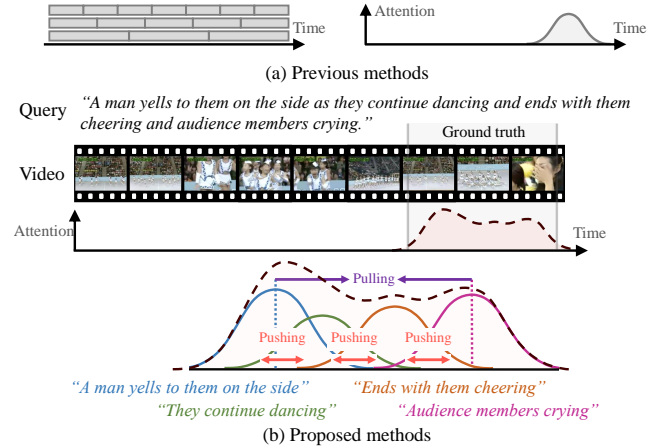 Time
Attention
Time
(a) Previous methods
Query
“A man yells to them on the side as they continue dancing and ends with them
cheering and audience members crying.”
Ground truth
Video
Attention
Time
Pulling
Pushing
Pushing
Pushing
“A man yells to them on the side”
“Ends with them cheering”
“They continue dancing”
“Audience members crying”
(b) Proposed methods